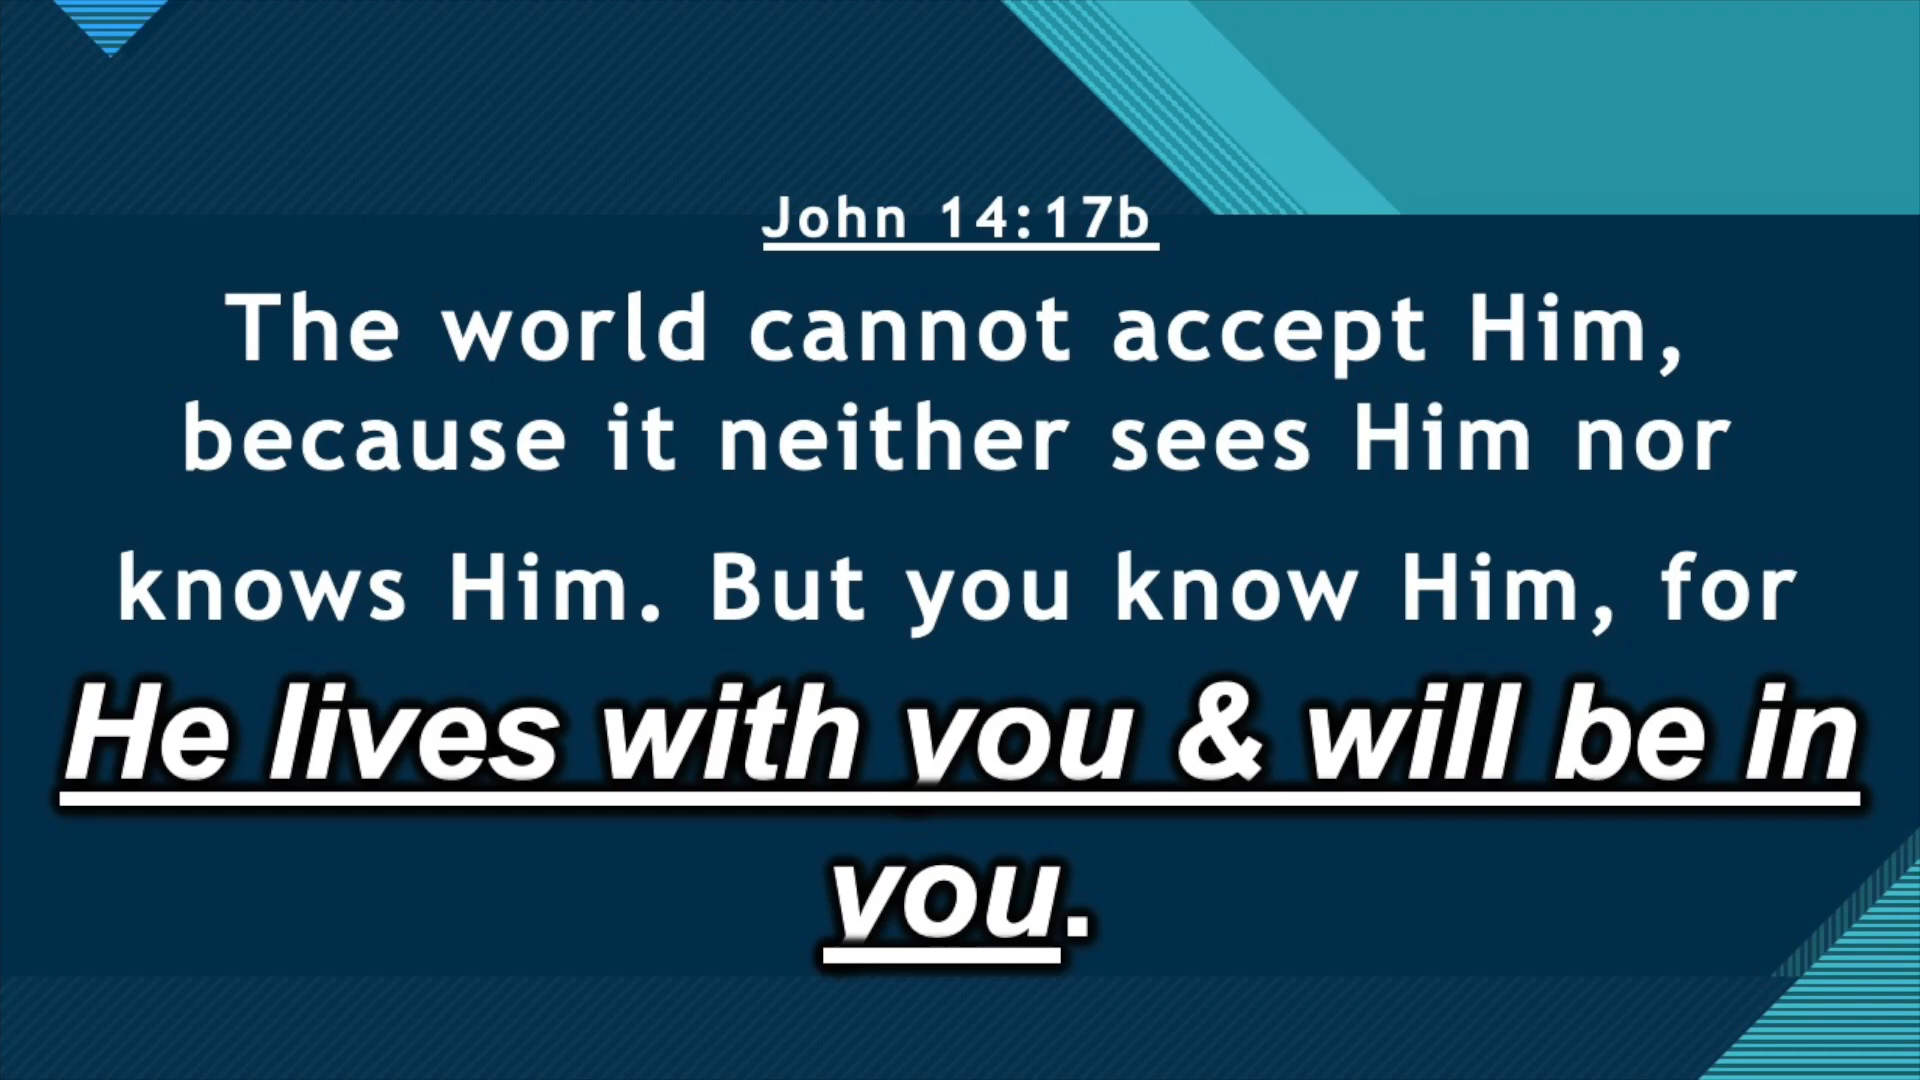 John 14:17b
The world cannot accept Him,
because it neither sees Him nor
knows Him. But you know Him, for
He lives with you & will be in
you.